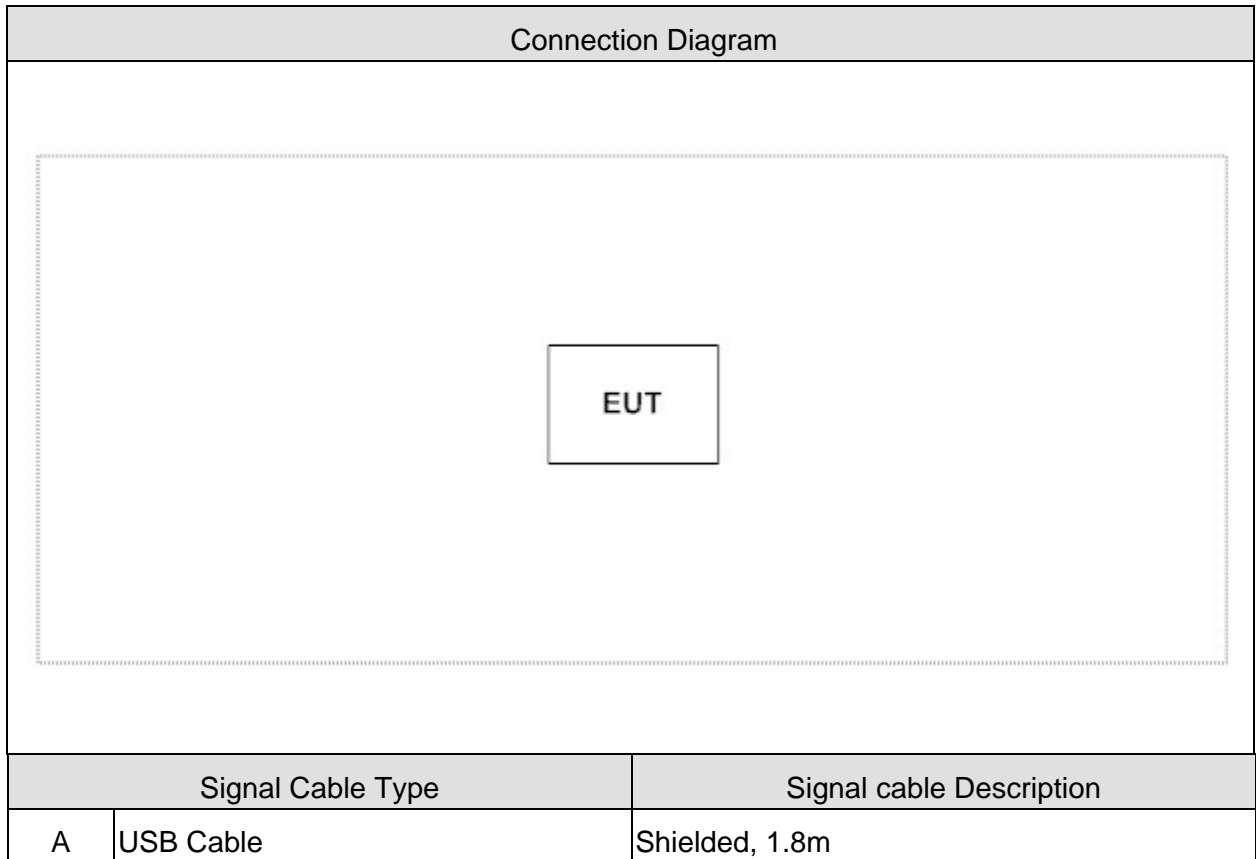 Connection Diagram
EUT
Signal Cable Type Signal cable Description
A USB Cable Shielded, 1.8m